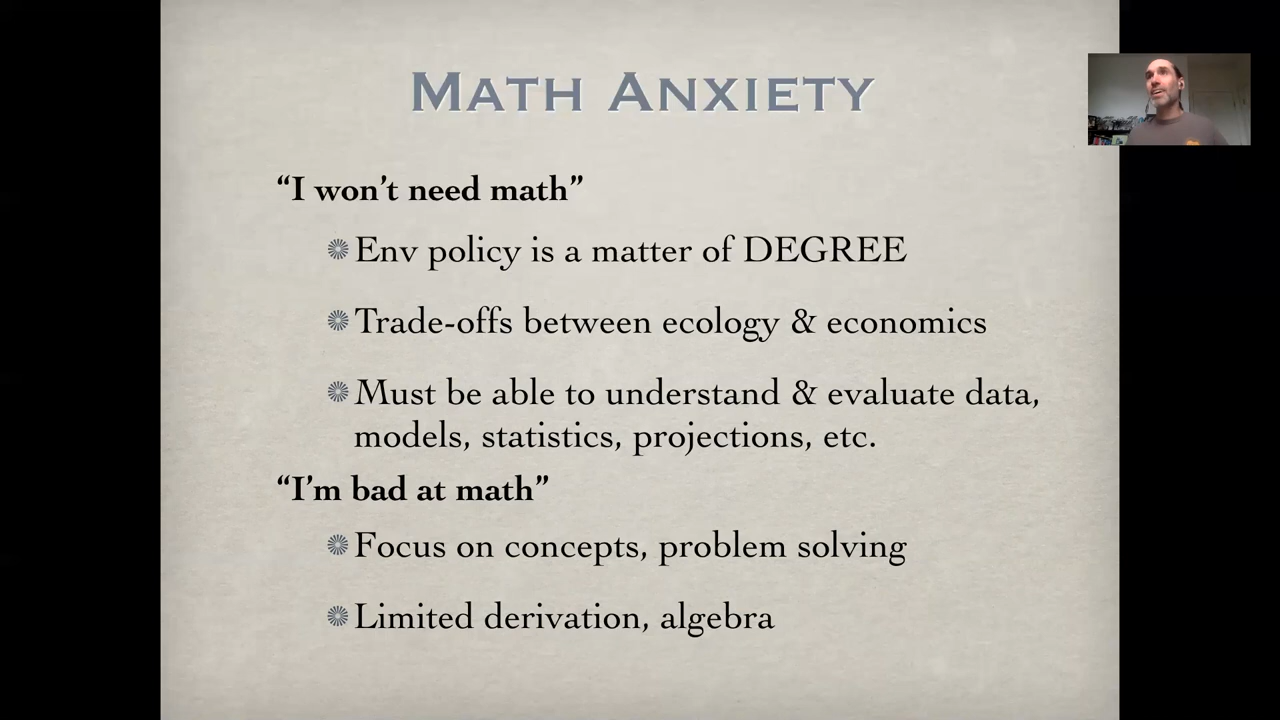 MATH ANXIETY
“I won’t need math”
Env policy is a matter of DEGREE
Trade-offs between ecology & economics
Must be able to understand & evaluate data,
models, statistics, projections, etc.
“I’m bad at math”
Focus on concepts, problem solving
Limited derivation, algebra